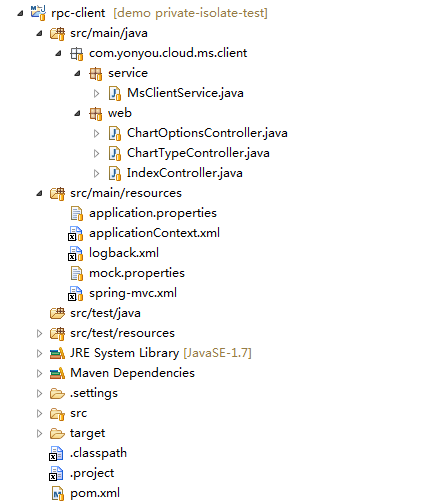 rpc-client [demo private-isolate-test]
src/main/java
com.yonyou.cloud.ms.client
service
MsClientService.java
web
ChartOptionsController.java
ChartTypeController.java
IndexController.java
src/main/resources
application.properties
applicationContext.xml
logback.xml
mock.properties
spring-mvc.xml
src/test/java
src/test/resources
JRE System Library [JavaSE-1.7]
Maven Dependencies
.settings
src
target
.classpath
.project
pom.xml